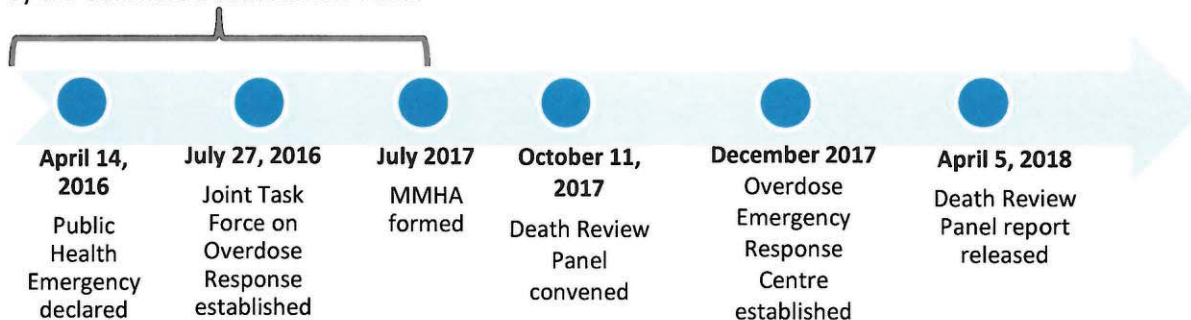 April 14,
2016
Public
Health
Emergency
declared
July 27, 2016
Joint Task
Force on
Overdose
Response
established
July 2017
MMHA
formed
October 11,
2017
Death Review
Panel
convened
December 2017
Overdose
Emergency
Response
Centre
established
April 5, 2018
Death Review
Panel report
released